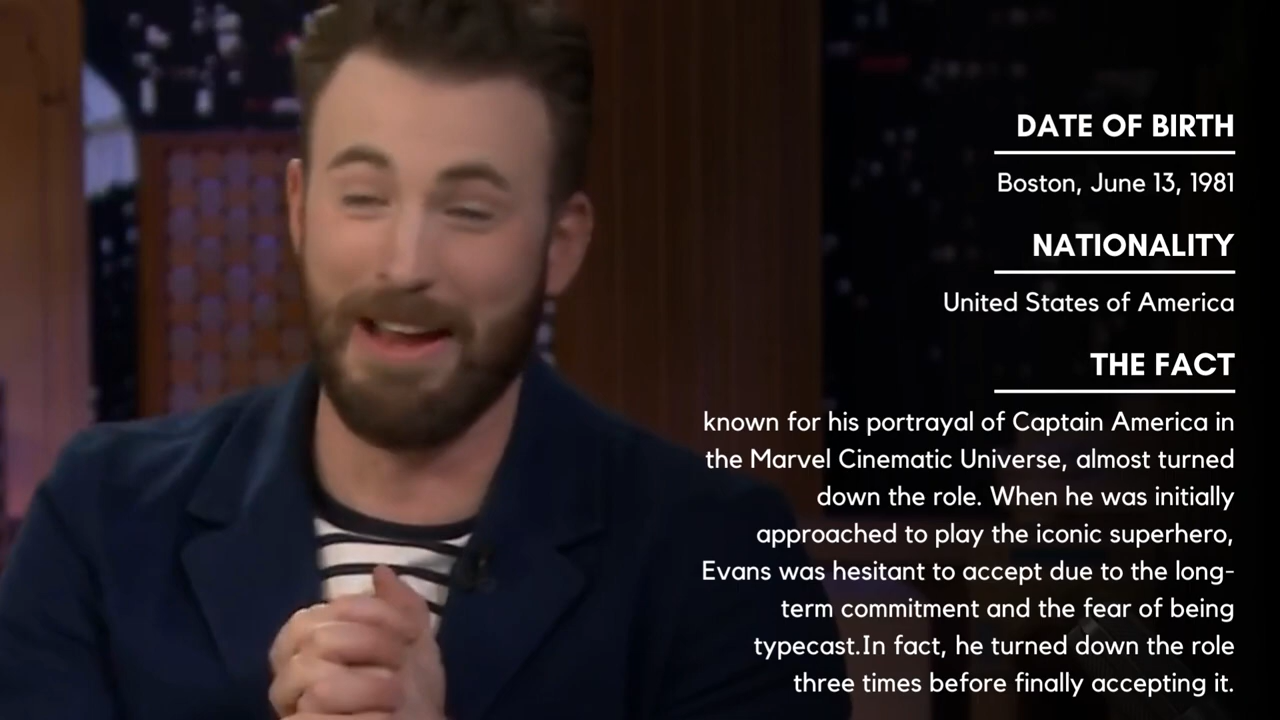 DATE OF BIRTH
Boston, June 13, 1981
NATIONALITY
United States of America
THE FACT
known for his portrayal of Captain America in
the Marvel Cinematic Universe, almost turned
down the role. When he was initially
approached to play the iconic superhero,
Evans was hesitant to accept due to the long-
term commitment and the fear of being
typecast.In fact, he turned down the role
three times before finally accepting it.